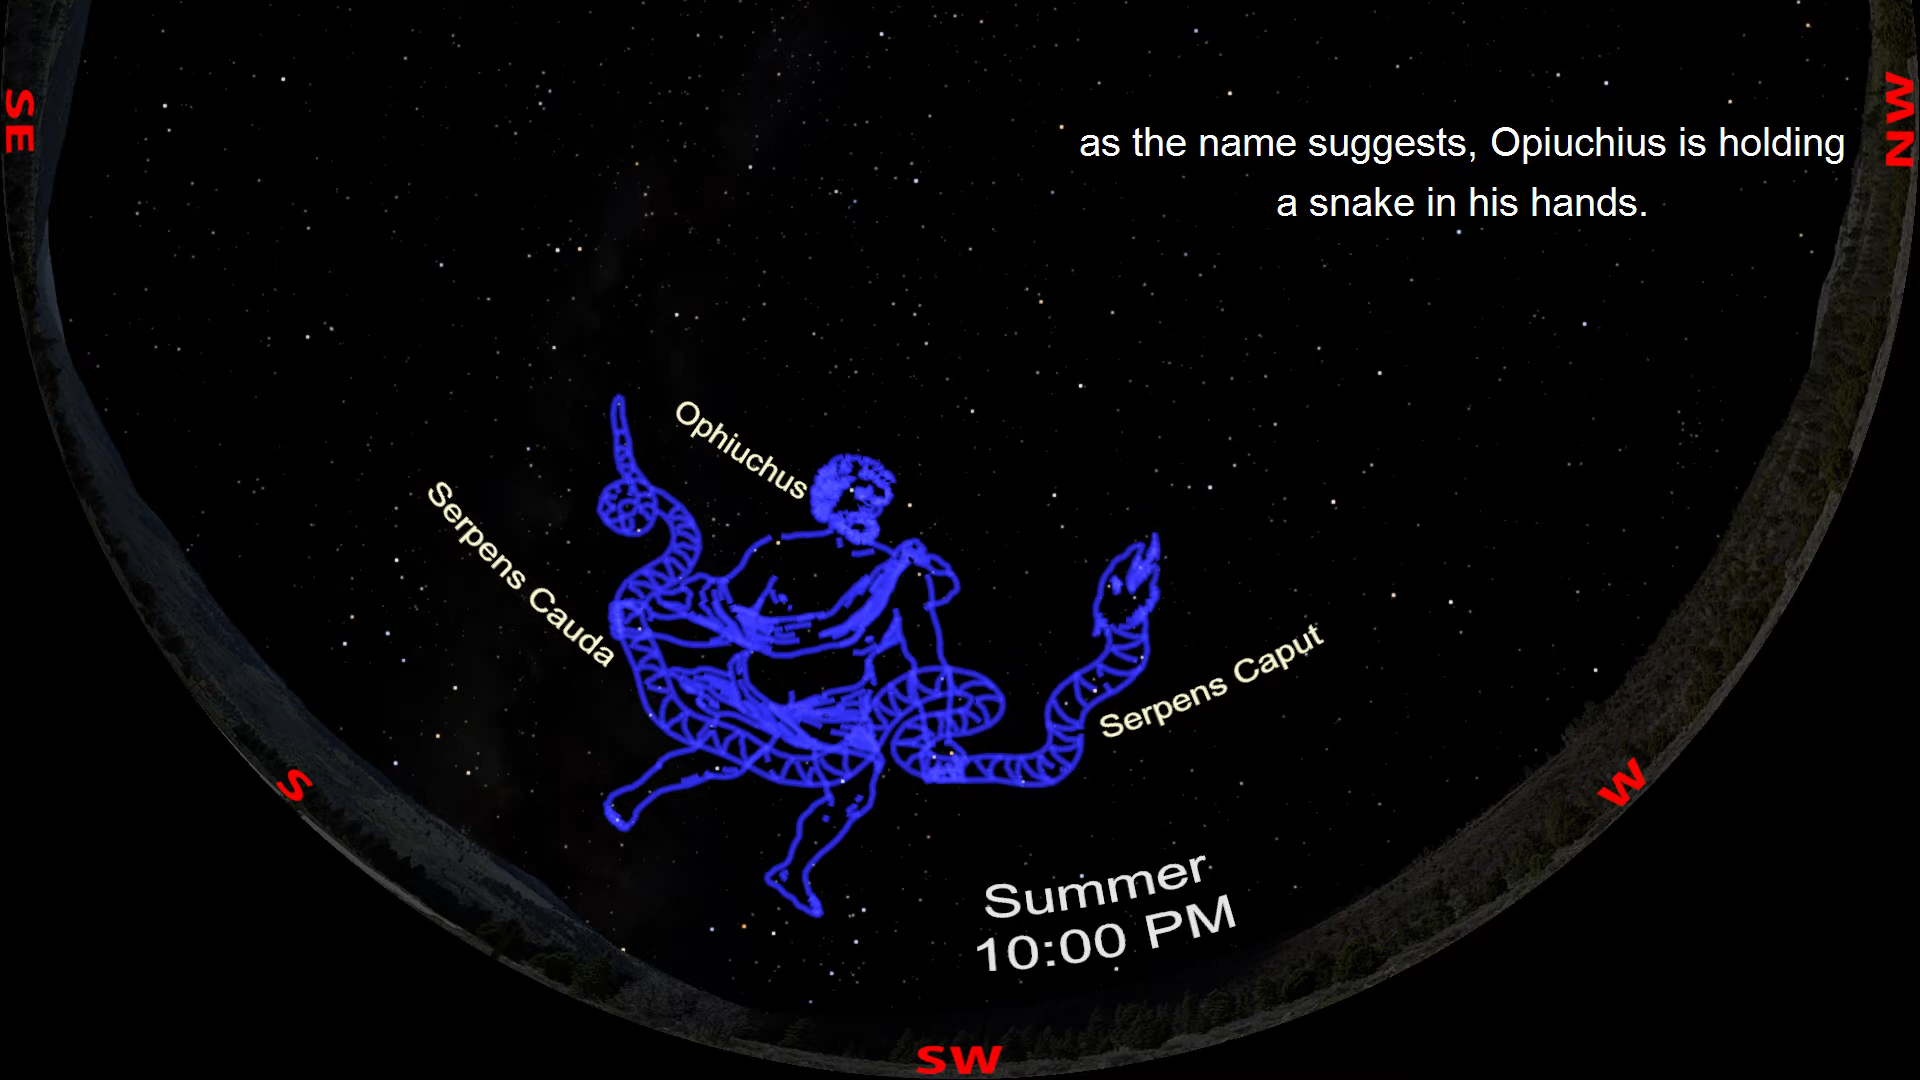 SE
NW
as the name suggests, Opiuchius is holding
a snake in his hands.
Ophiuchus
Serpens Cauda
Serpens Caput
S
W
Summer
10:00 PM
SW